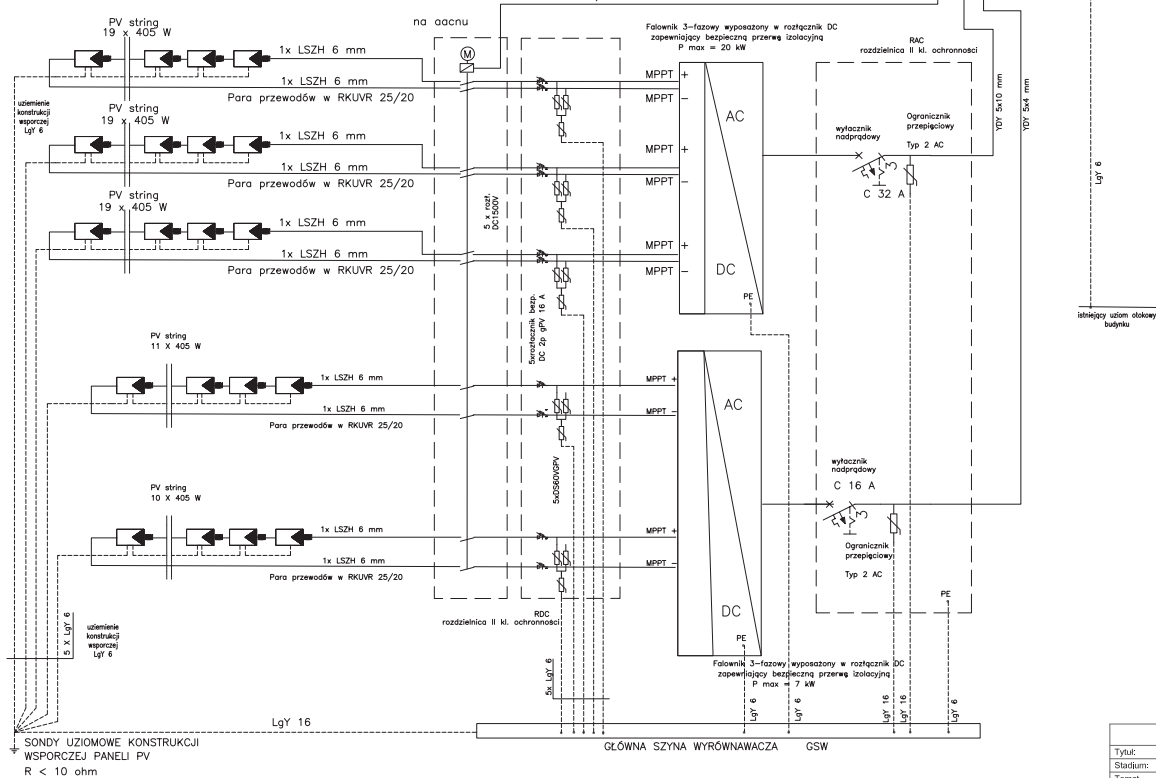 PV string
19 x 405 W
1x LSZH 6 mm
1x LSZH 6 mm
Para przewodów w RKUVR 25/20
uziemienie
konstrukcji
wsporczej
LgY 6
PV string
19 x 405 W
1x LSZH 6 mm
1x LSZH 6 mm
Para przewodów w RKUVR 25/20
PV string
19 x 405 W
1x LSZH 6 mm
1x LSZH 6 mm
Para przewodów w RKUVR 25/20
PV string
11 X 405 W
1x LSZH 6 mm
1x LSZH 6 mm
Para przewodów w RKUVR 25/20
PV string
10 X 405 W
1x LSZH 6 mm
1x LSZH 6 mm
Para przewodów w RKUVR 25/20
5 X LgY 6
uziemienie
konstrukcji
wsporczej
LgY 6
LgY 16
SONDY UZIOMOWE KONSTRUKCJI
WSPORCZEJ PANELI PV
R < 10 ohm
na aacnu
M
5 x rozł.
DC1500V
5xrozłacznik bezp.
DC 2p gPV 16 A
5xDS60VGPV
RDC
rozdzielnica II kl. ochronności
5x LgY 6
Falownik 3-fazowy wyposażony w rozłącznik DC
zapewniający bezpieczną przerwę izolacyjną
P max = 20 kW
MPPT +
MPPT -
MPPT +
MPPT -
MPPT +
MPPT -
AC
DC
PE
MPPT +
MPPT -
MPPT +
MPPT -
AC
DC
PE
Falownik 3-fazowy wyposażony w rozłącznik DC
zapewniający bezpieczną przerwę izolacyjną
P max = 7 kW
RAC
rozdzielnica II kl. ochronności
wyłacznik
nadprądowy
Ogranicznik
przepięciowy
Typ 2 AC
3
C 32 A
wyłacznik
nadprądowy
C 16 A
3
Ogranicznik
przepięciowy
Typ 2 AC
PE
YDY 5x10 mm
YDY 5x4 mm
LgY 6
istniejący uziom otokowy
budynku
LgY 6
LgY 6
LgY 16
LgY 16
LgY 6
GŁÓWNA SZYNA WYRÓWNAWACZA GSW
Tytuł:
Stadium: